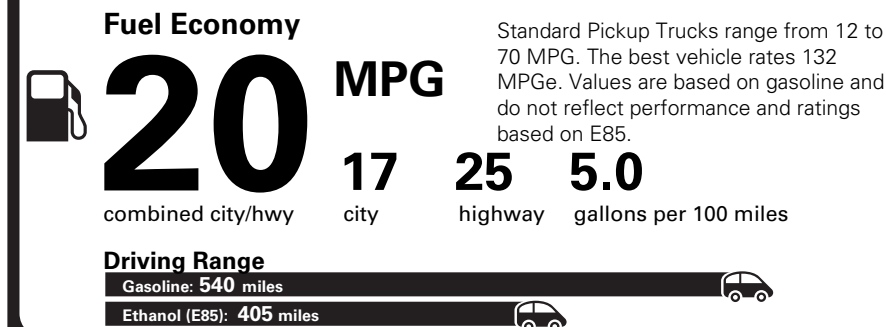 Fuel Economy
20 MPG
Standard Pickup Trucks range from 12 to
70 MPG. The best vehicle rates 132
MPGe. Values are based on gasoline and
do not reflect performance and ratings
based on E85.
17 25 5.0
combined city/hwy city highway gallons per 100 miles
Driving Range
Gasoline: 540 miles
Ethanol (E85): 405 miles